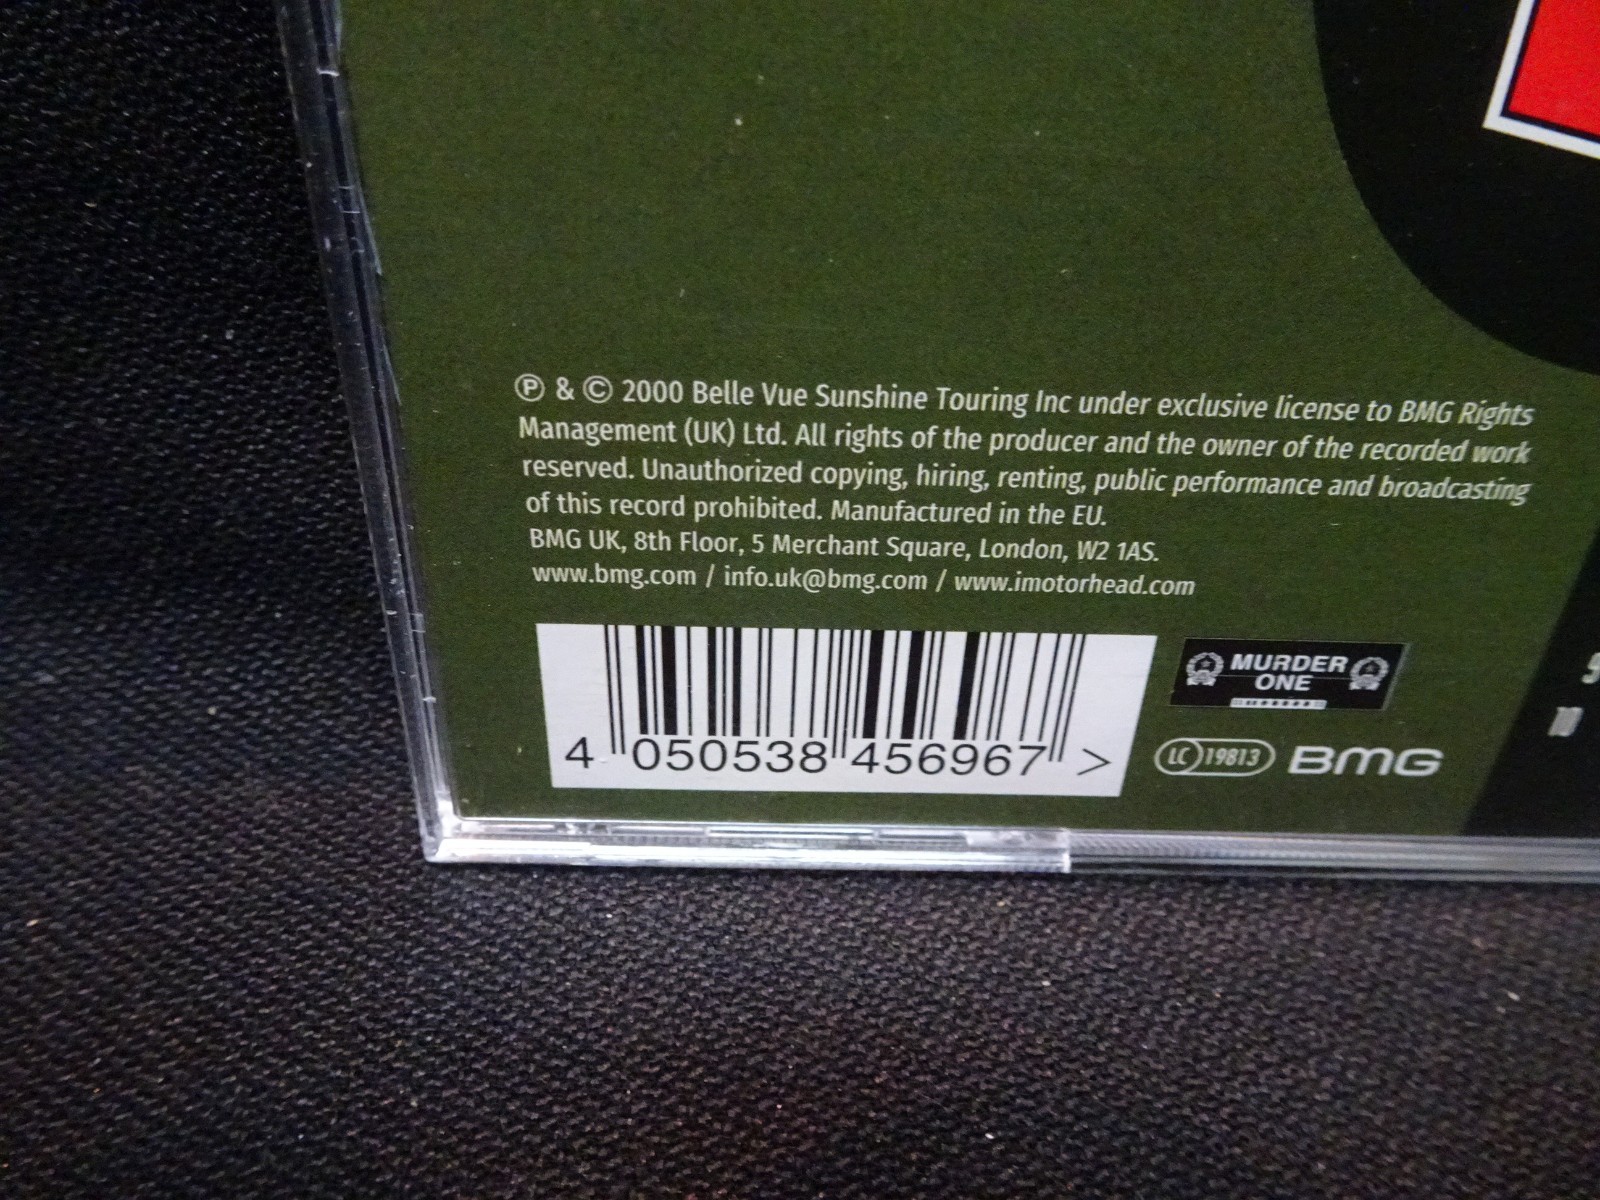 ℗ & © 2000 Belle Vue Sunshine Touring Inc under exclusive license to BMG Rights
Management (UK) Ltd. All rights of the producer and the owner of the recorded work
reserved. Unauthorized copying, hiring, renting, public performance and broadcasting
of this record prohibited. Manufactured in the EU.
BMG UK, 8th Floor, 5 Merchant Square, London, W2 1AS.
www.bmg.com / info.uk@bmg.com / www.imotorhead.com
MURDER
ONE
4 050538 456967 >
LC 19813 BMG